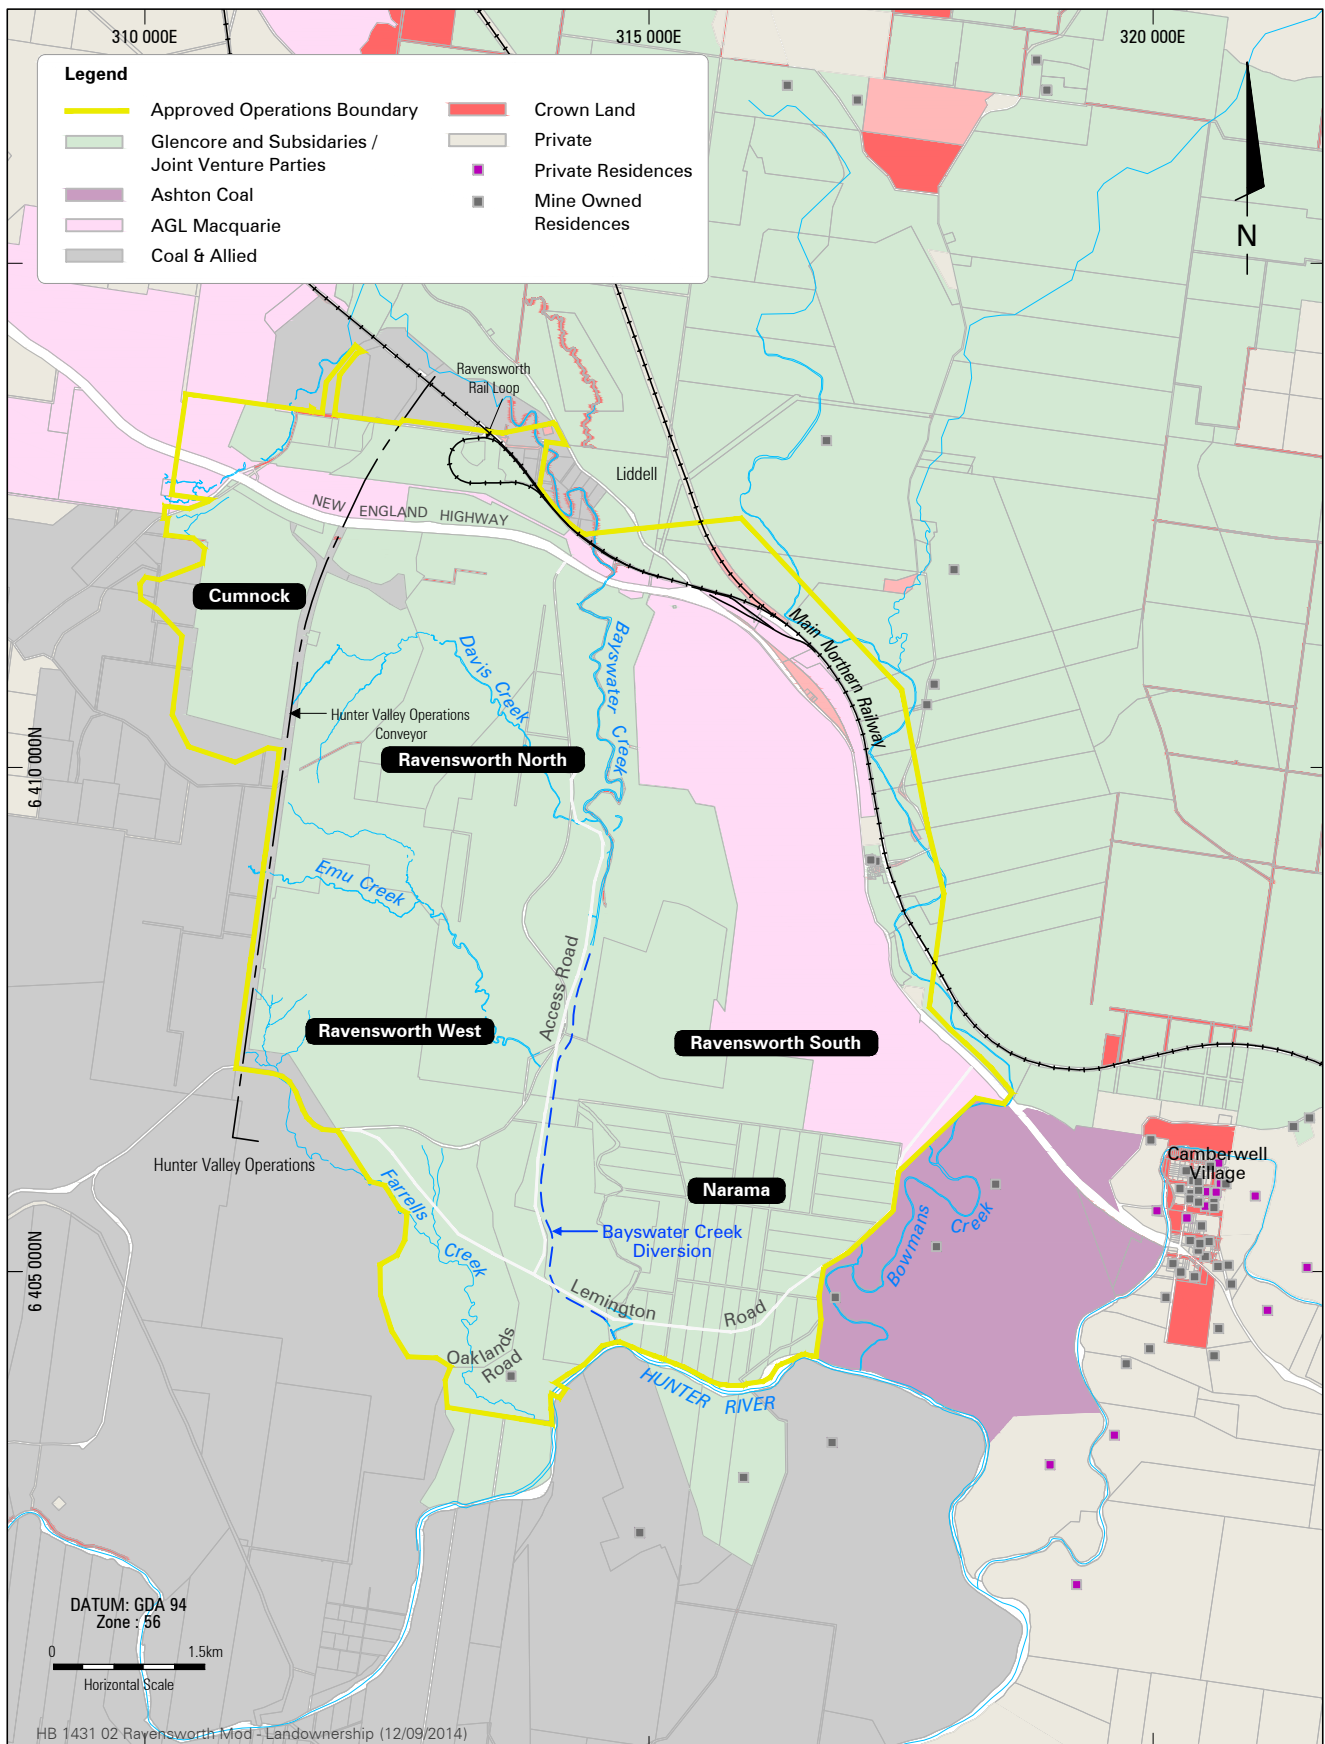 310 000E
315 000E
320 000E
Legend
Approved Operations Boundary
Glencore and Subsidaries /
Joint Venture Parties
Ashton Coal
AGL Macquarie
Coal & Allied
Crown Land
Private
Private Residences
Mine Owned
Residences
N
Ravensworth
Rail Loop
Liddell
NEW ENGLAND HIGHWAY
Cumnock
Main Northern Railway
Davis Creek
Bayswater Creek
Hunter Valley Operations
Conveyor
Ravensworth North
6 410 000N
Emu Creek
Access Road
Ravensworth West
Ravensworth South
Hunter Valley Operations
Camberwell
Village
Farrells Creek
Narama
Bowmans Creek
Bayswater Creek
Diversion
6 405 000N
Lemington Road
Oaklands
Road
HUNTER RIVER
DATUM: GDA 94
Zone : 56
0 1.5km
Horizontal Scale
HB 1431 02 Ravensworth Mod - Landownership (12/09/2014)